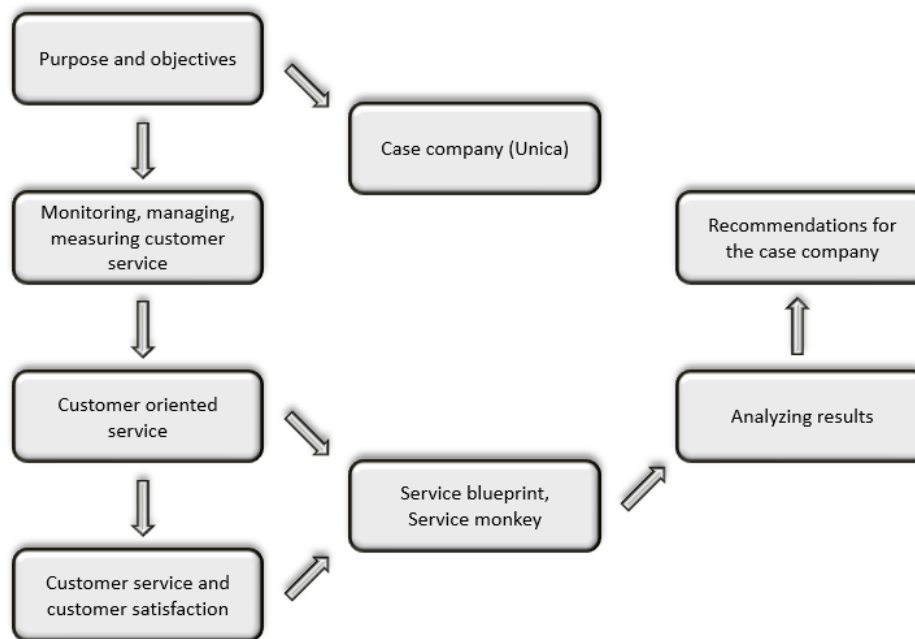 Purpose and objectives
Case company (Unica)
Monitoring, managing,
measuring customer
service
Recommendations for
the case company
Customer oriented
service
Analyzing results
Service blueprint,
Service monkey
Customer service and
customer satisfaction